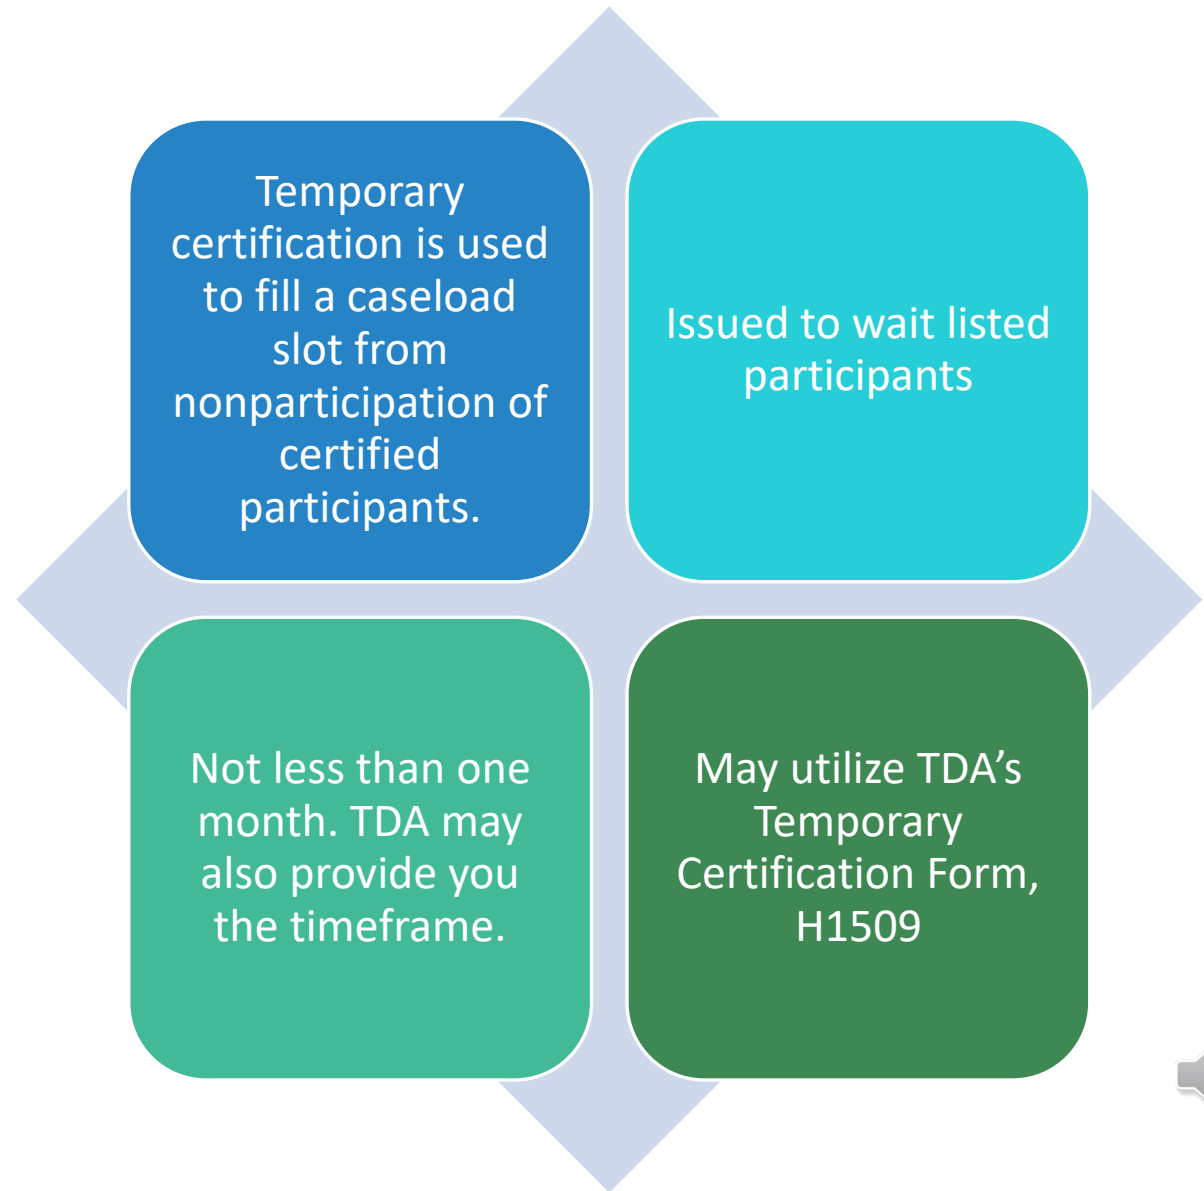 Temporary
certification is used
to fill a caseload
slot from
nonparticipation of
certified
participants.
Issued to wait listed
participants
Not less than one
month. TDA may
also provide you
the timeframe.
May utilize TDA’s
Temporary
Certification Form,
H1509